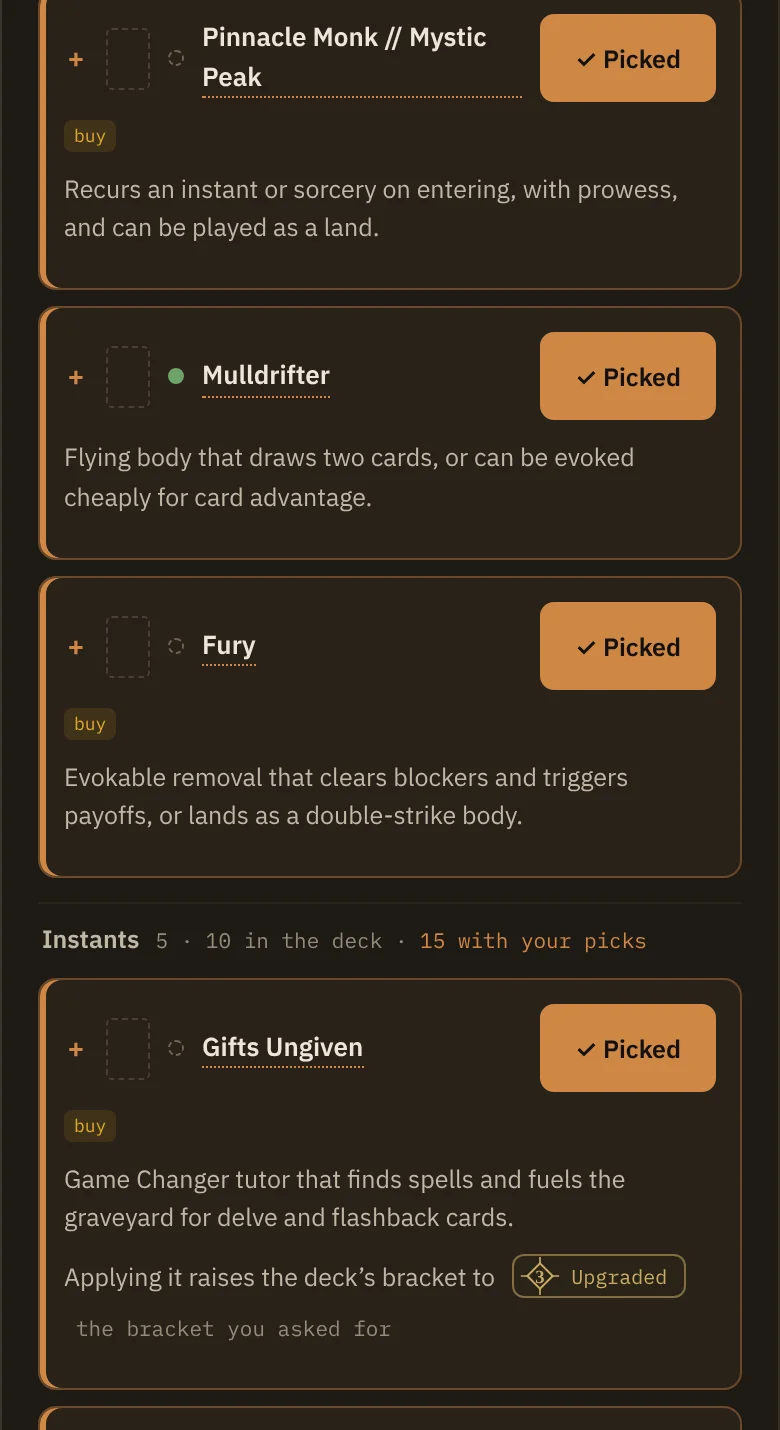 + Pinnacle Monk // Mystic
Peak
✓ Picked
buy
Recurs an instant or sorcery on entering, with prowess,
and can be played as a land.
+ Mulldrifter
✓ Picked
Flying body that draws two cards, or can be evoked
cheaply for card advantage.
+ Fury
✓ Picked
buy
Evokable removal that clears blockers and triggers
payoffs, or lands as a double-strike body.
Instants 5 · 10 in the deck · 15 with your picks
+ Gifts Ungiven
✓ Picked
buy
Game Changer tutor that finds spells and fuels the
graveyard for delve and flashback cards.
Applying it raises the deck’s bracket to 3 Upgraded
the bracket you asked for